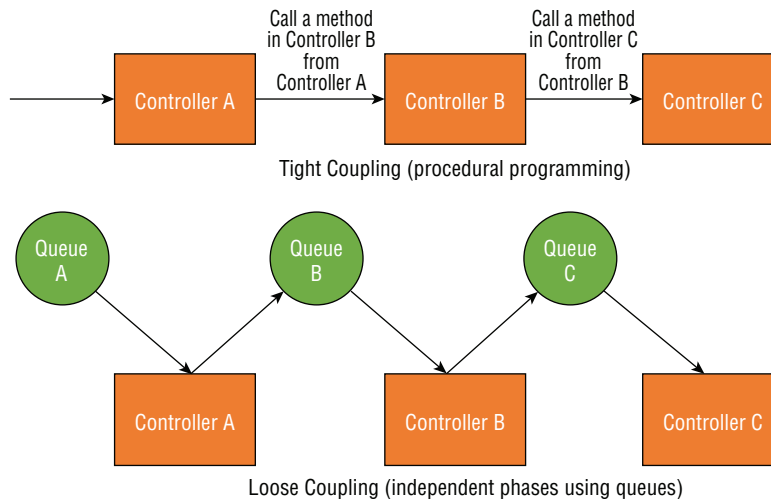 Call a method
in Controller B
from
Controller A
Call a method
in Controller C
from
Controller B
Controller A
Controller B
Controller C
Tight Coupling (procedural programming)
Queue
A
Queue
B
Queue
C
Controller A
Controller B
Controller C
Loose Coupling (independent phases using queues)